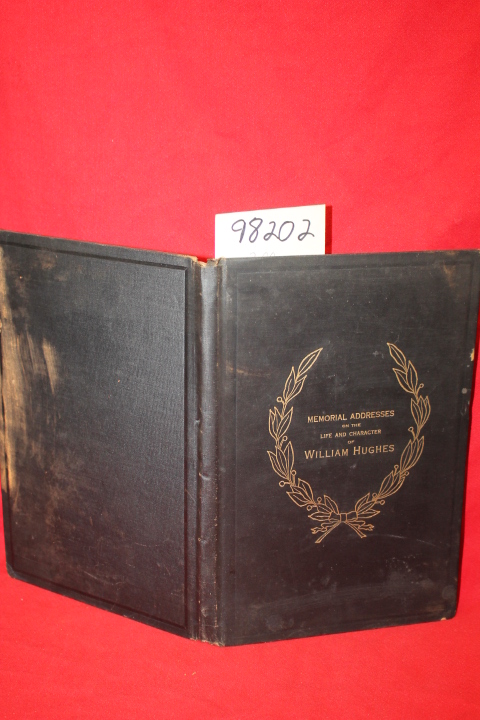 98202
MEMORIAL ADDRESSES
ON THE
LIFE AND CHARACTER
OF
WILLIAM HUGHES